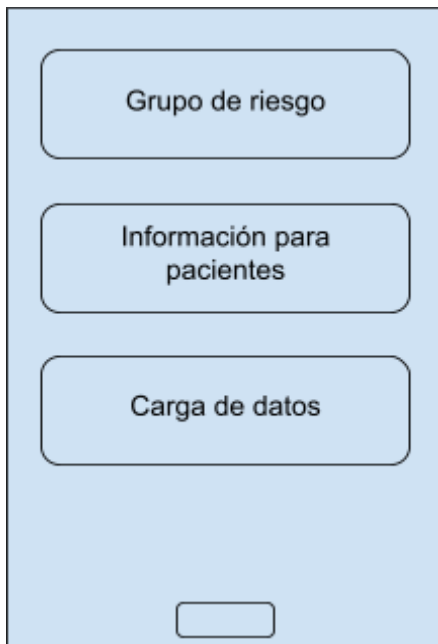 Grupo de riesgo
Información para
pacientes
Carga de datos